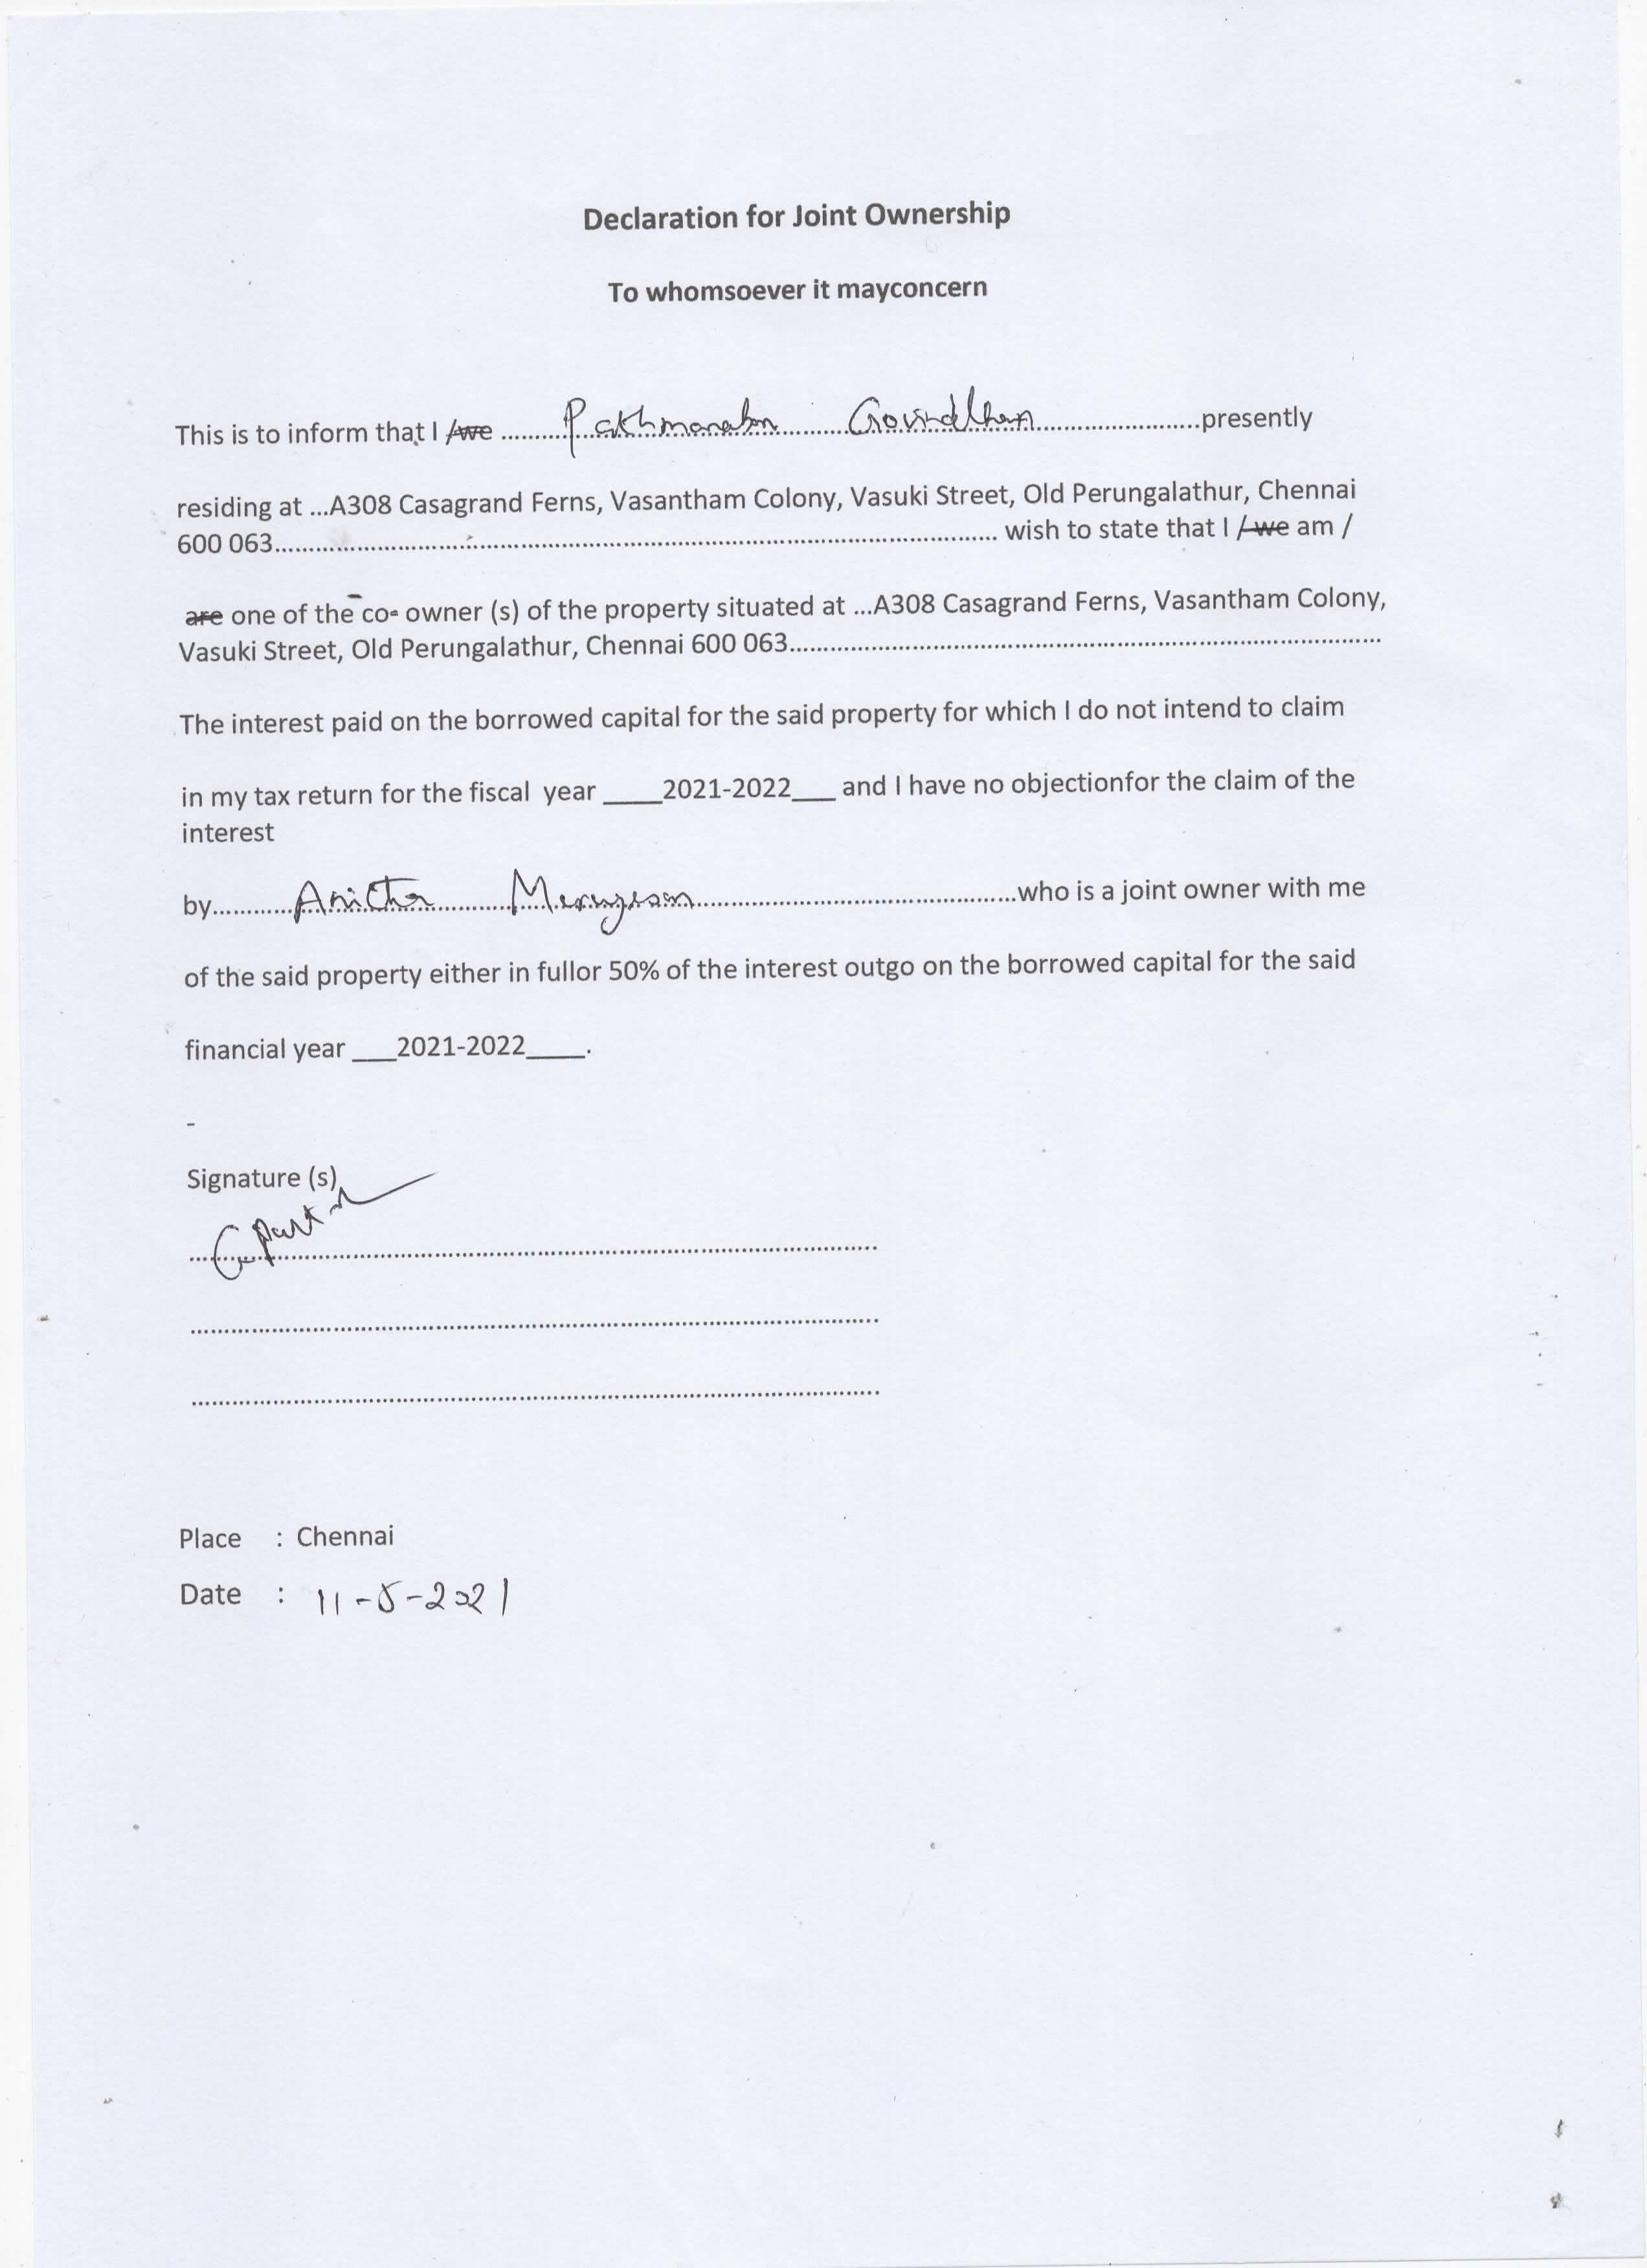 Declaration for Joint Ownership
To whomsoever it mayconcern
This is to inform that I /we ........... Pathmanabn Govindhan ........................presently
residing at ...A308 Casagrand Ferns, Vasantham Colony, Vasuki Street, Old Perungalathur, Chennai
600 063............................................................................................................ wish to state that I / we am /
are one of the co- owner (s) of the property situated at ...A308 Casagrand Ferns, Vasantham Colony,
Vasuki Street, Old Perungalathur, Chennai 600 063.........................................................................................
The interest paid on the borrowed capital for the said property for which I do not intend to claim
in my tax return for the fiscal year ____2021-2022___ and I have no objectionfor the claim of the
interest
by............Anitha ........... ................................................who is a joint owner with me
of the said property either in fullor 50% of the interest outgo on the borrowed capital for the said
financial year ___2021-2022____.
-
Signature (s)
Place : Chennai
Date : 11-5-2021